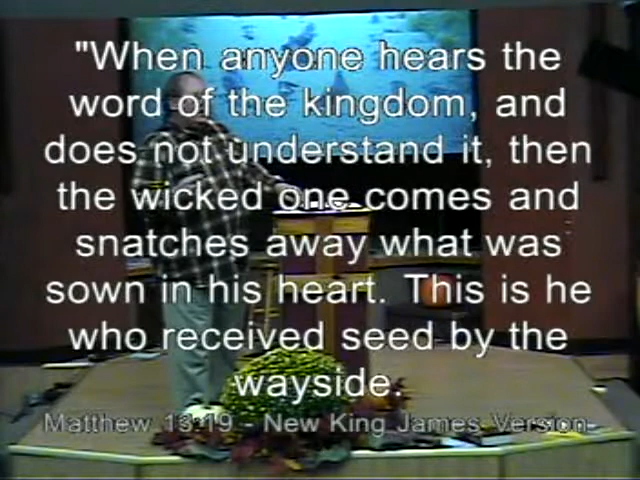 "When anyone hears the
word of the kingdom, and
does not understand it, then
the wicked one comes and
snatches away what was
sown in his heart. This is he
who received seed by the
wayside.
Matthew 13:19 - New King James Version